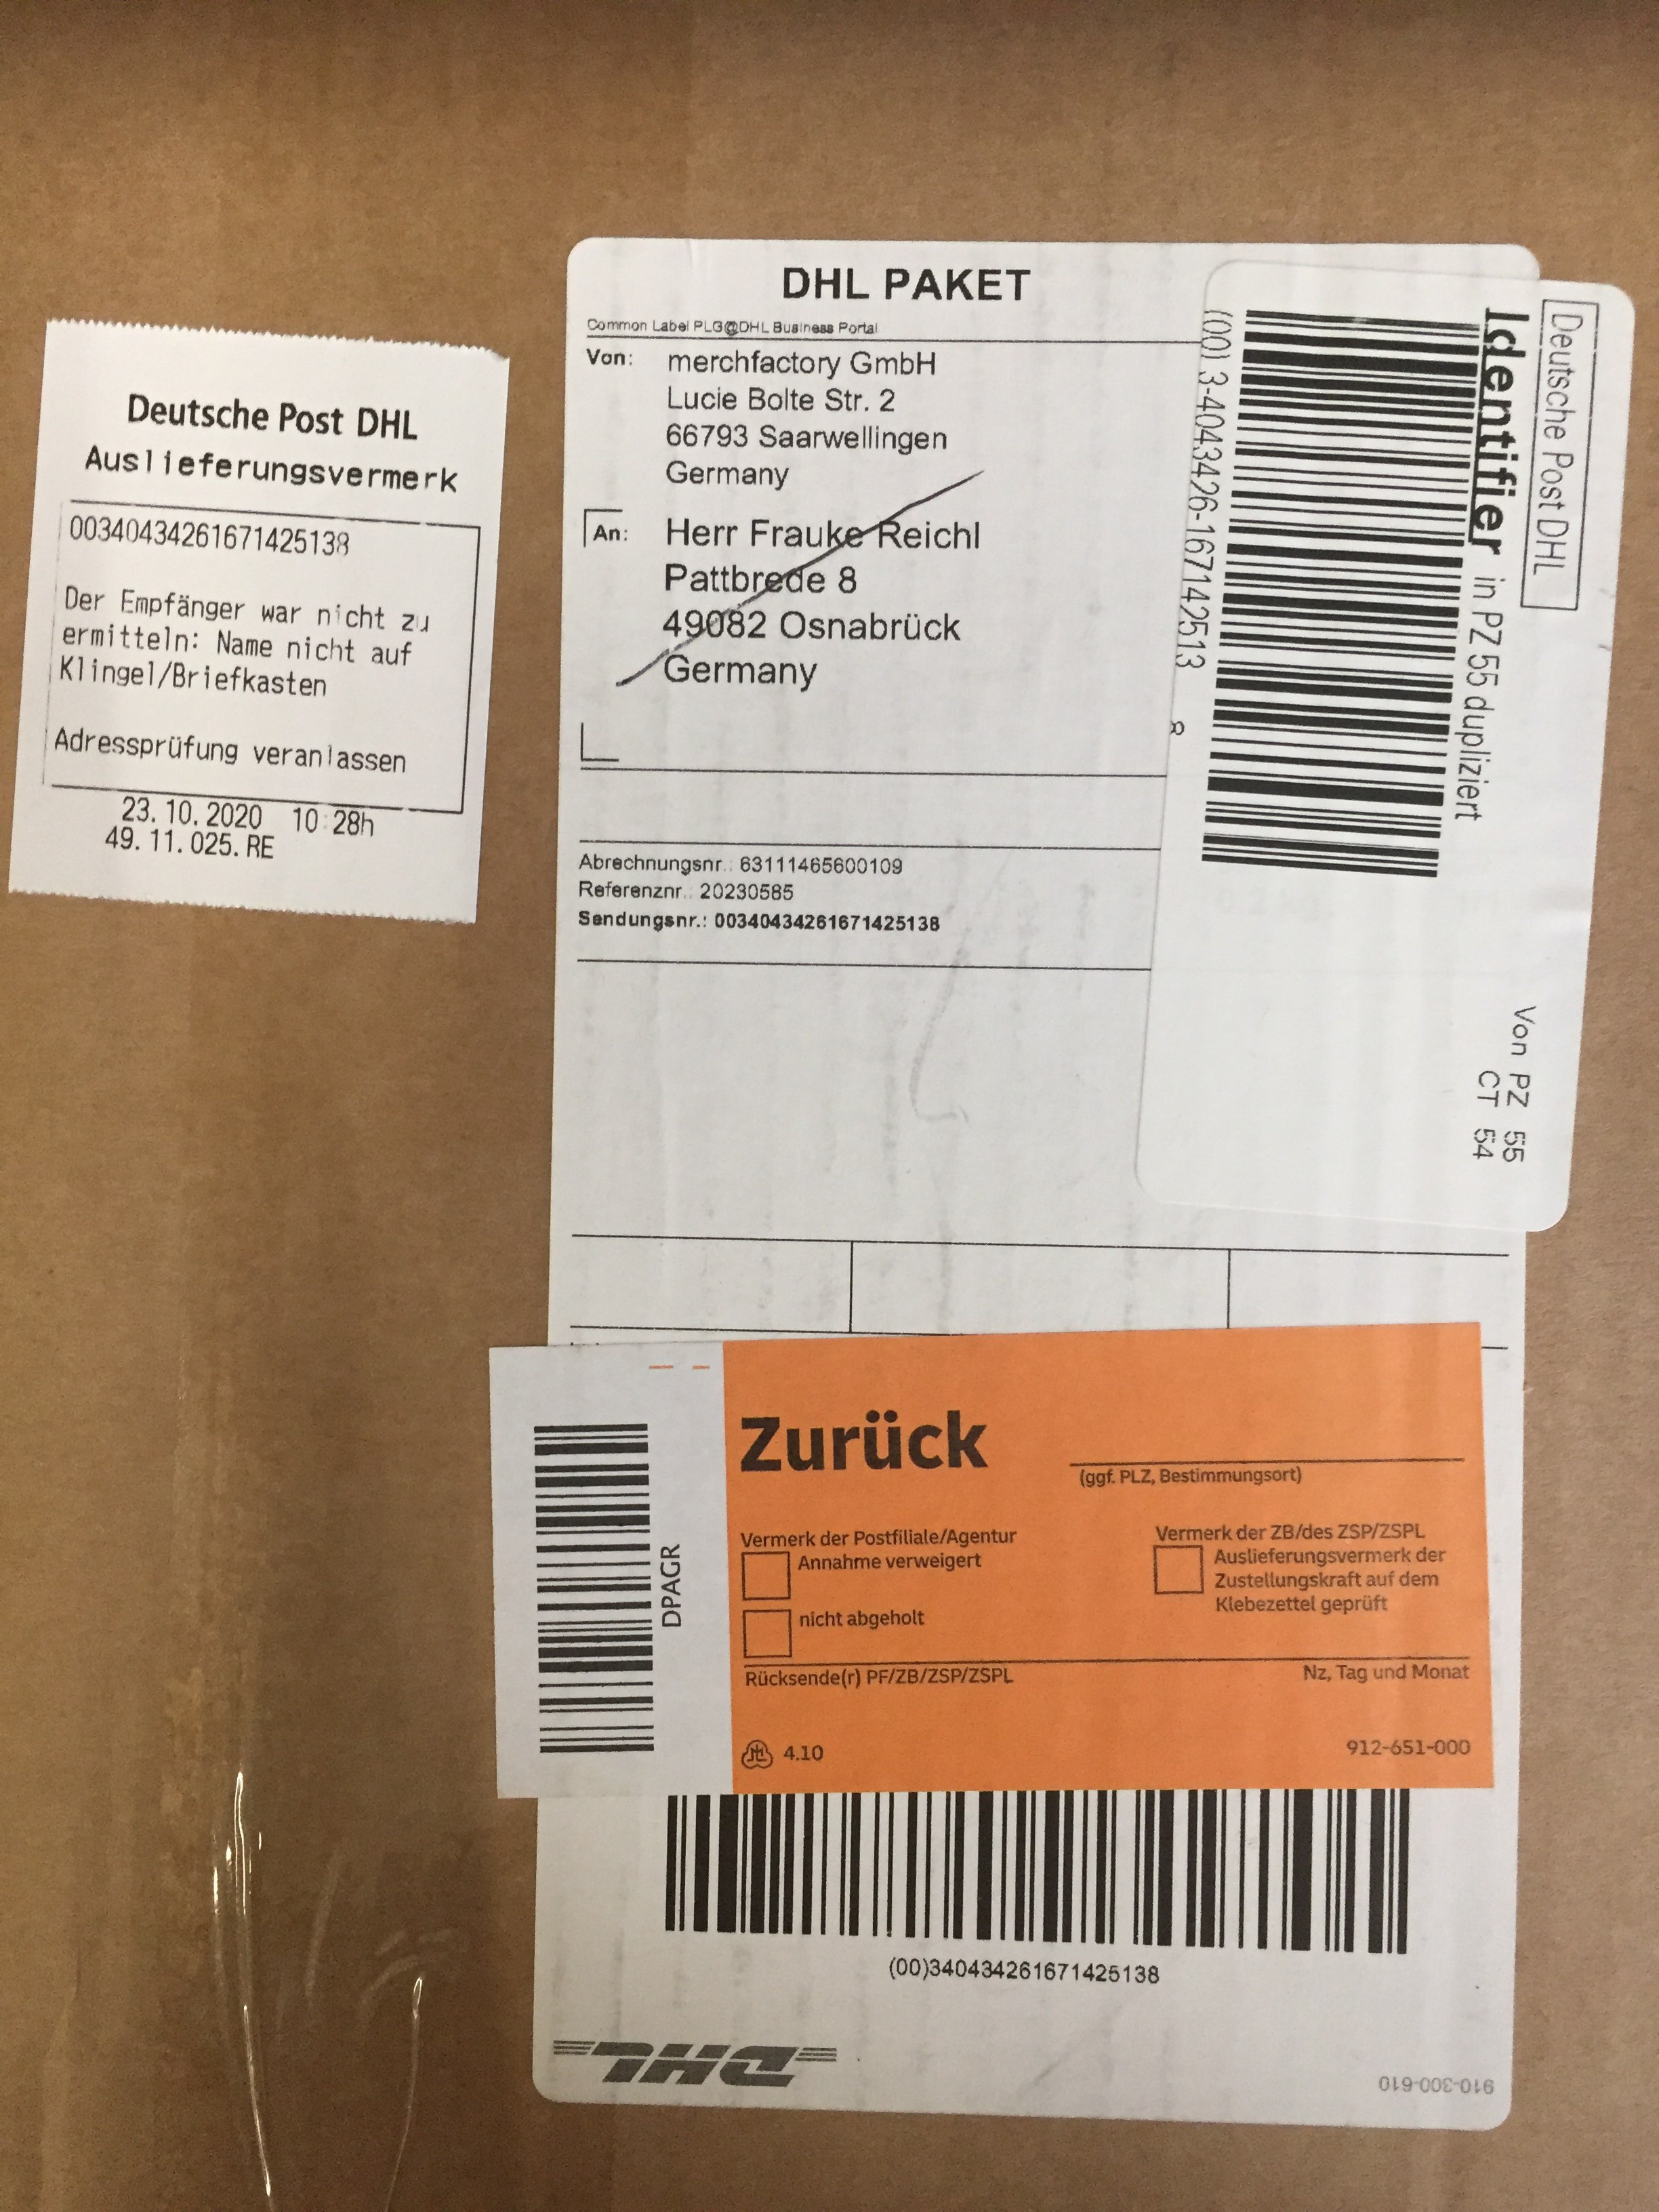 Deutsche Post DHL
Auslieferungsvermerk
00340434261671425138
Der Empfänger war nicht zu
ermitteln: Name nicht auf
Klingel/Briefkasten
Adressprüfung veranlassen
23.10.2020 10:28h
49.11.025.RE
DHL PAKET
Common Label PLG@DHL Business Portal
Von: merchfactory GmbH
Lucie Bolte Str. 2
66793 Saarwellingen
Germany
An: Herr Frauke Reichl
Pattbrede 8
49082 Osnabrück
Germany
Abrechnungsnr.: 63111465600109
Referenznr.: 20230585
Sendungsnr.: 00340434261671425138
Deutsche Post DHL
Identifier in PZ 55 dupliziert
(00) 3-4043426-167142513 8
Von PZ 55
CT 54
DPAGR
Zurück
(ggf. PLZ, Bestimmungsort)
Vermerk der Postfiliale/Agentur
Annahme verweigert
nicht abgeholt
Vermerk der ZB/des ZSP/ZSPL
Auslieferungsvermerk der
Zustellungskraft auf dem
Klebezettel geprüft
Rücksende(r) PF/ZB/ZSP/ZSPL Nz, Tag und Monat
4.10 912-651-000
(00)340434261671425138
DHL
910-300-610